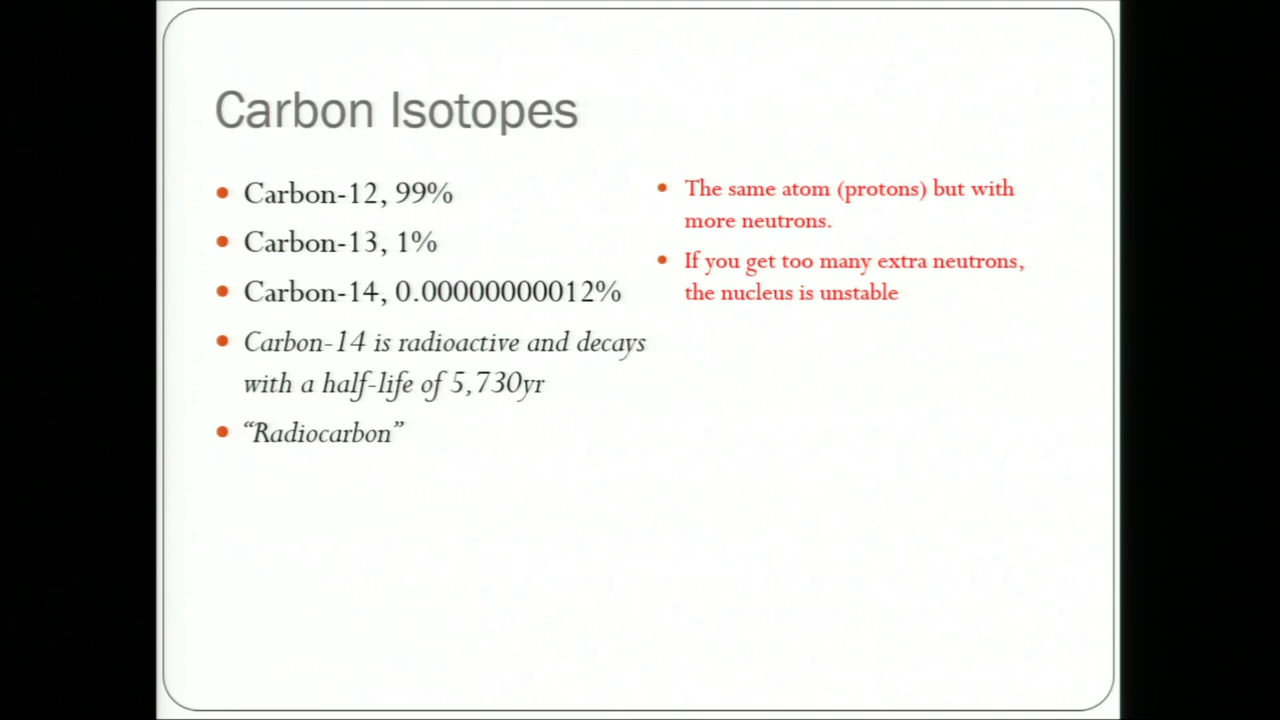 Carbon Isotopes
Carbon-12, 99%
Carbon-13, 1%
Carbon-14, 0.00000000012%
Carbon-14 is radioactive and decays
with a half-life of 5,730yr
“Radiocarbon”
The same atom (protons) but with
more neutrons.
If you get too many extra neutrons,
the nucleus is unstable